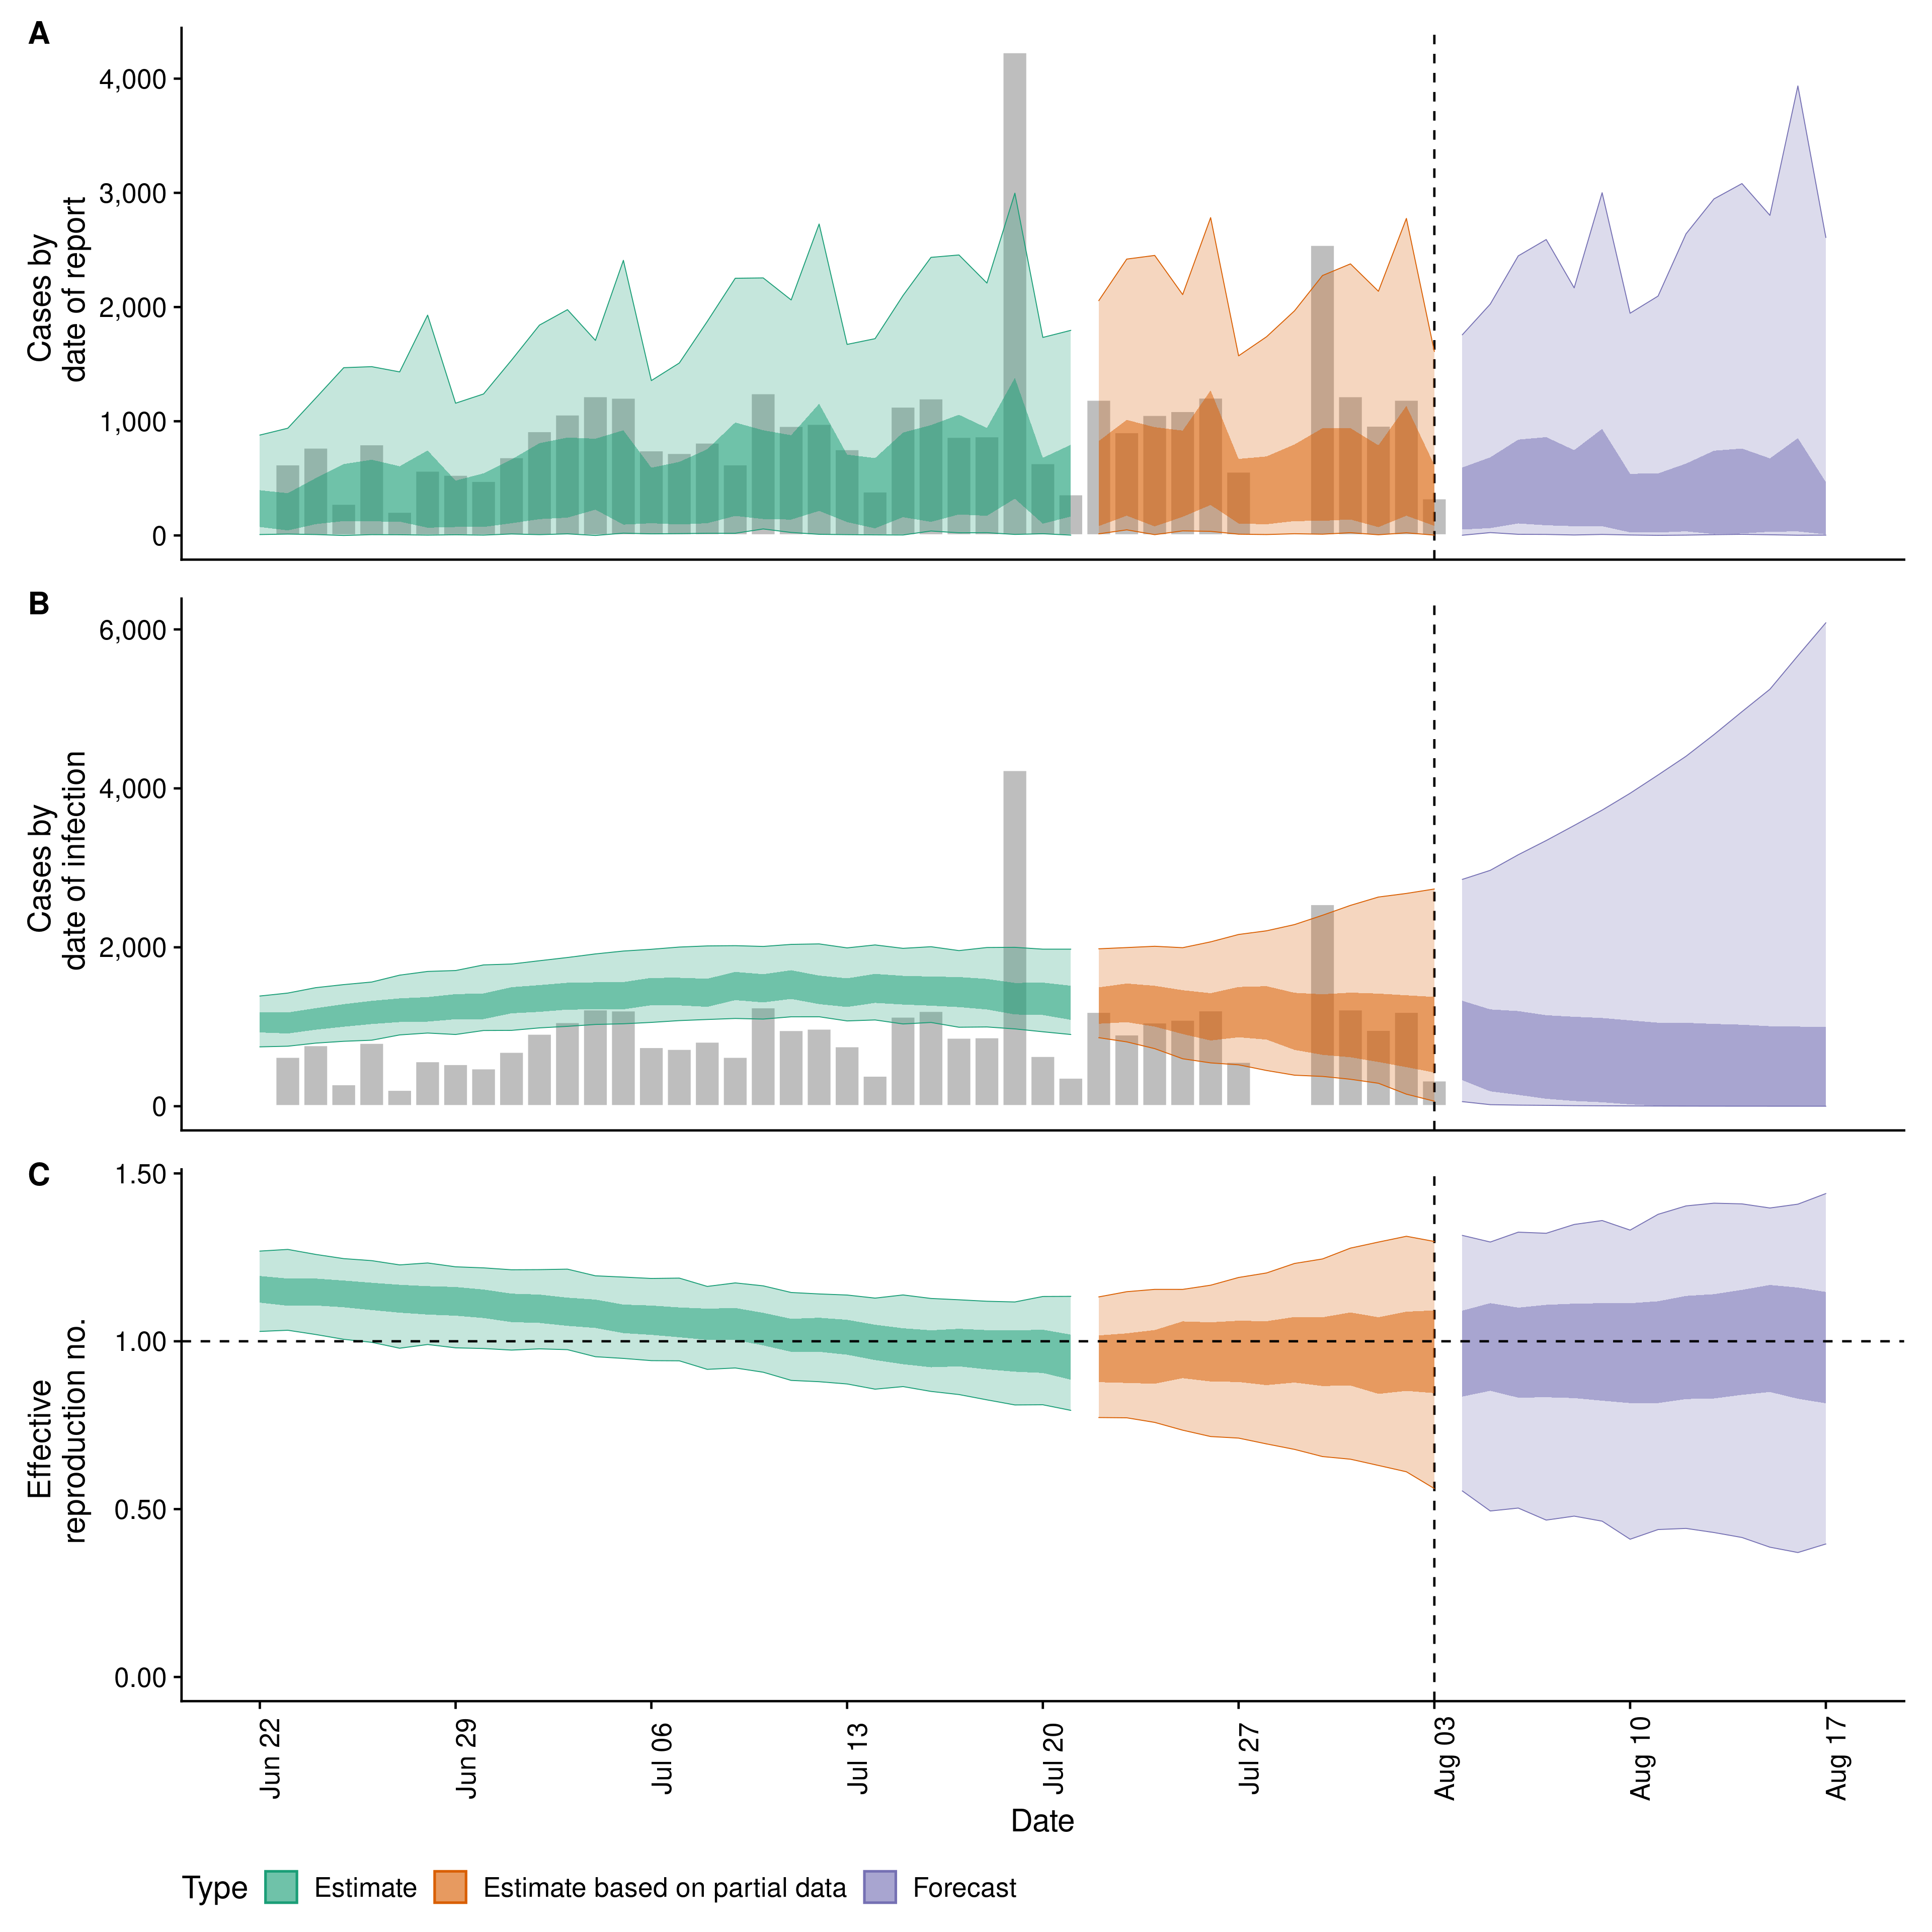 A
4,000
3,000
2,000
1,000
0
Cases by
date of report
B
6,000
4,000
2,000
0
Cases by
date of infection
C
1.50
1.00
0.50
0.00
Effective
reproduction no.
Jun 22
Jun 29
Jul 06
Jul 13
Jul 20
Jul 27
Aug 03
Aug 10
Aug 17
Date
Type Estimate Estimate based on partial data Forecast